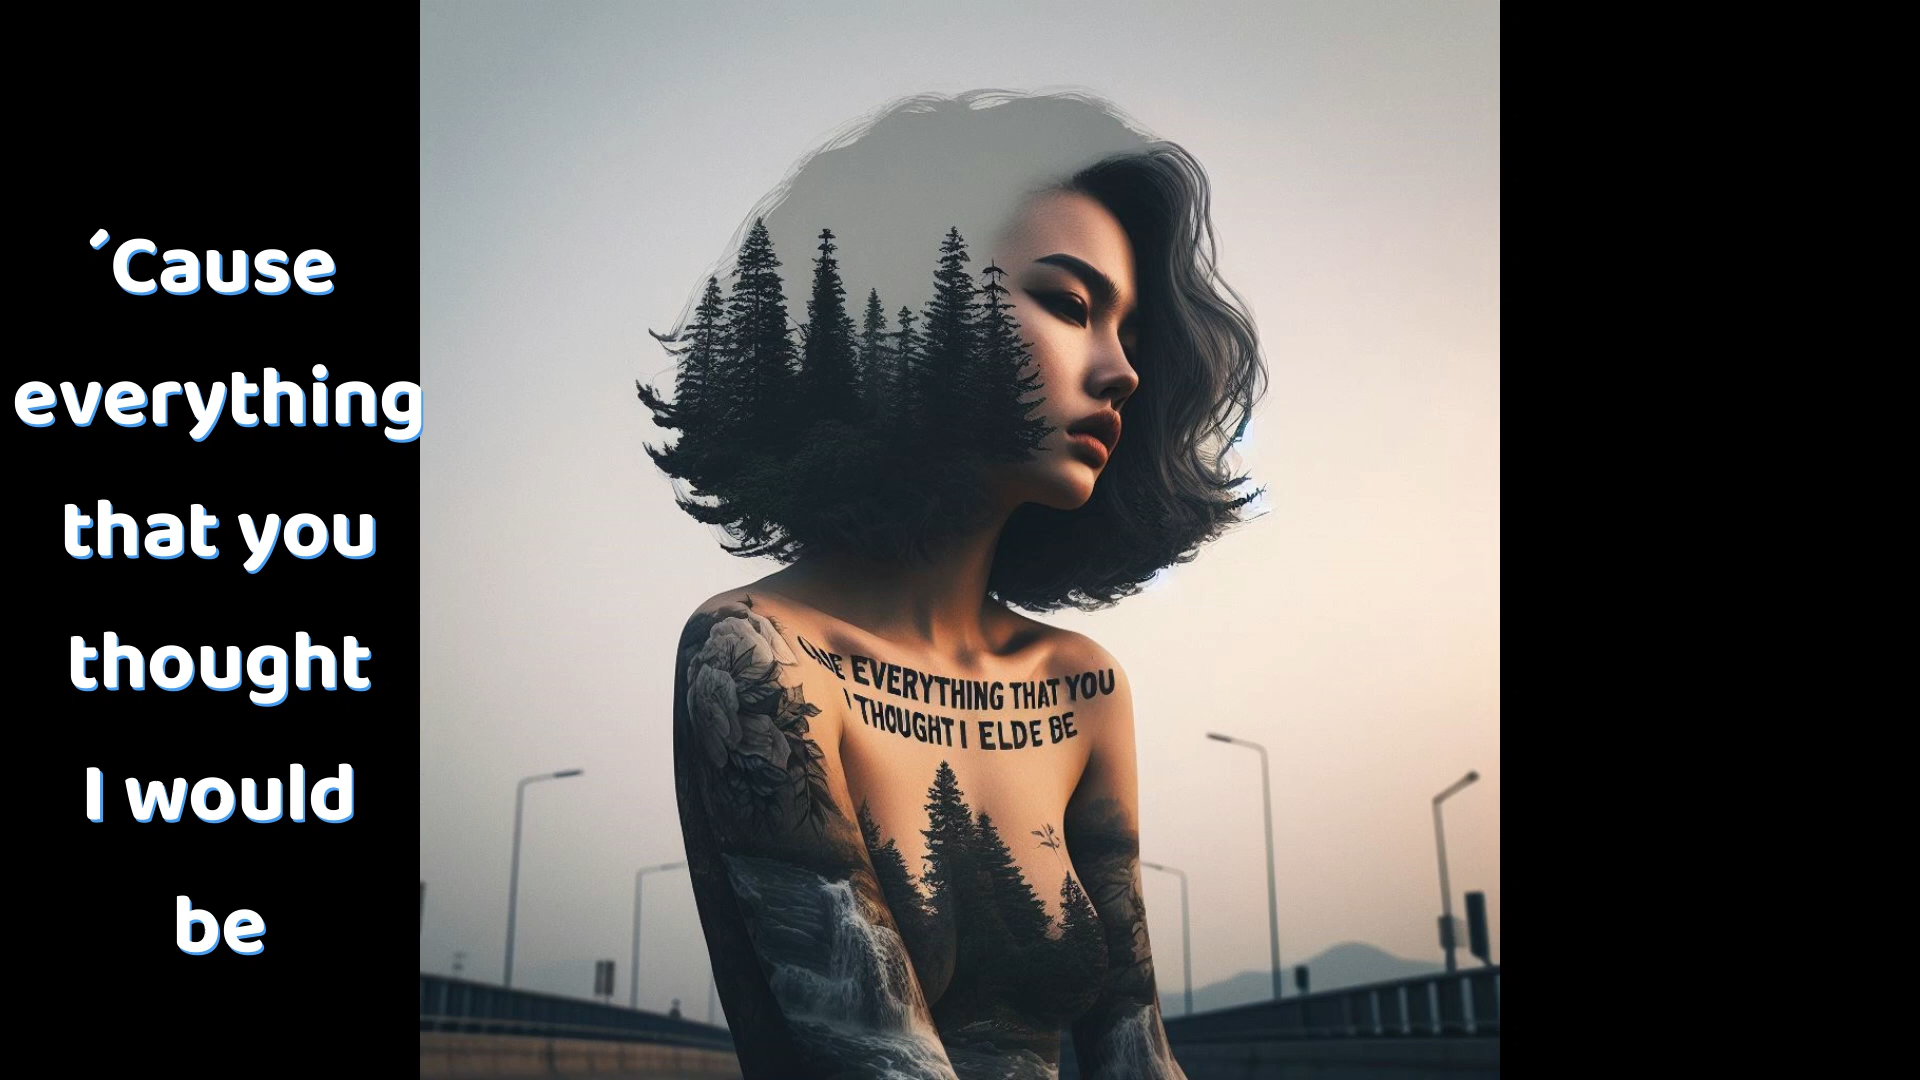 ´Cause
everything
that you
thought
I would
be
EVERYTHING THAT YOU
I THOUGHT I ELDE BE